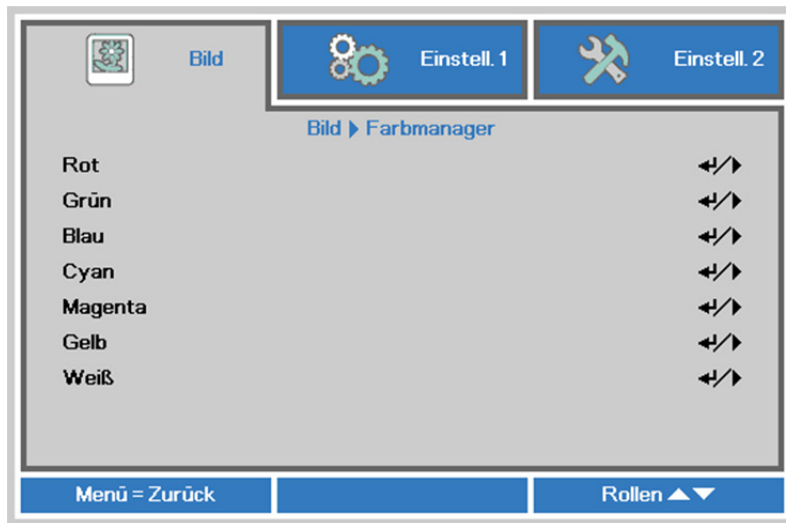 Bild
Einstell. 1
Einstell. 2
Bild ▶ Farbmanager
Rot
Grün
Blau
Cyan
Magenta
Gelb
Weiß
Menü = Zurück
Rollen ▲▼